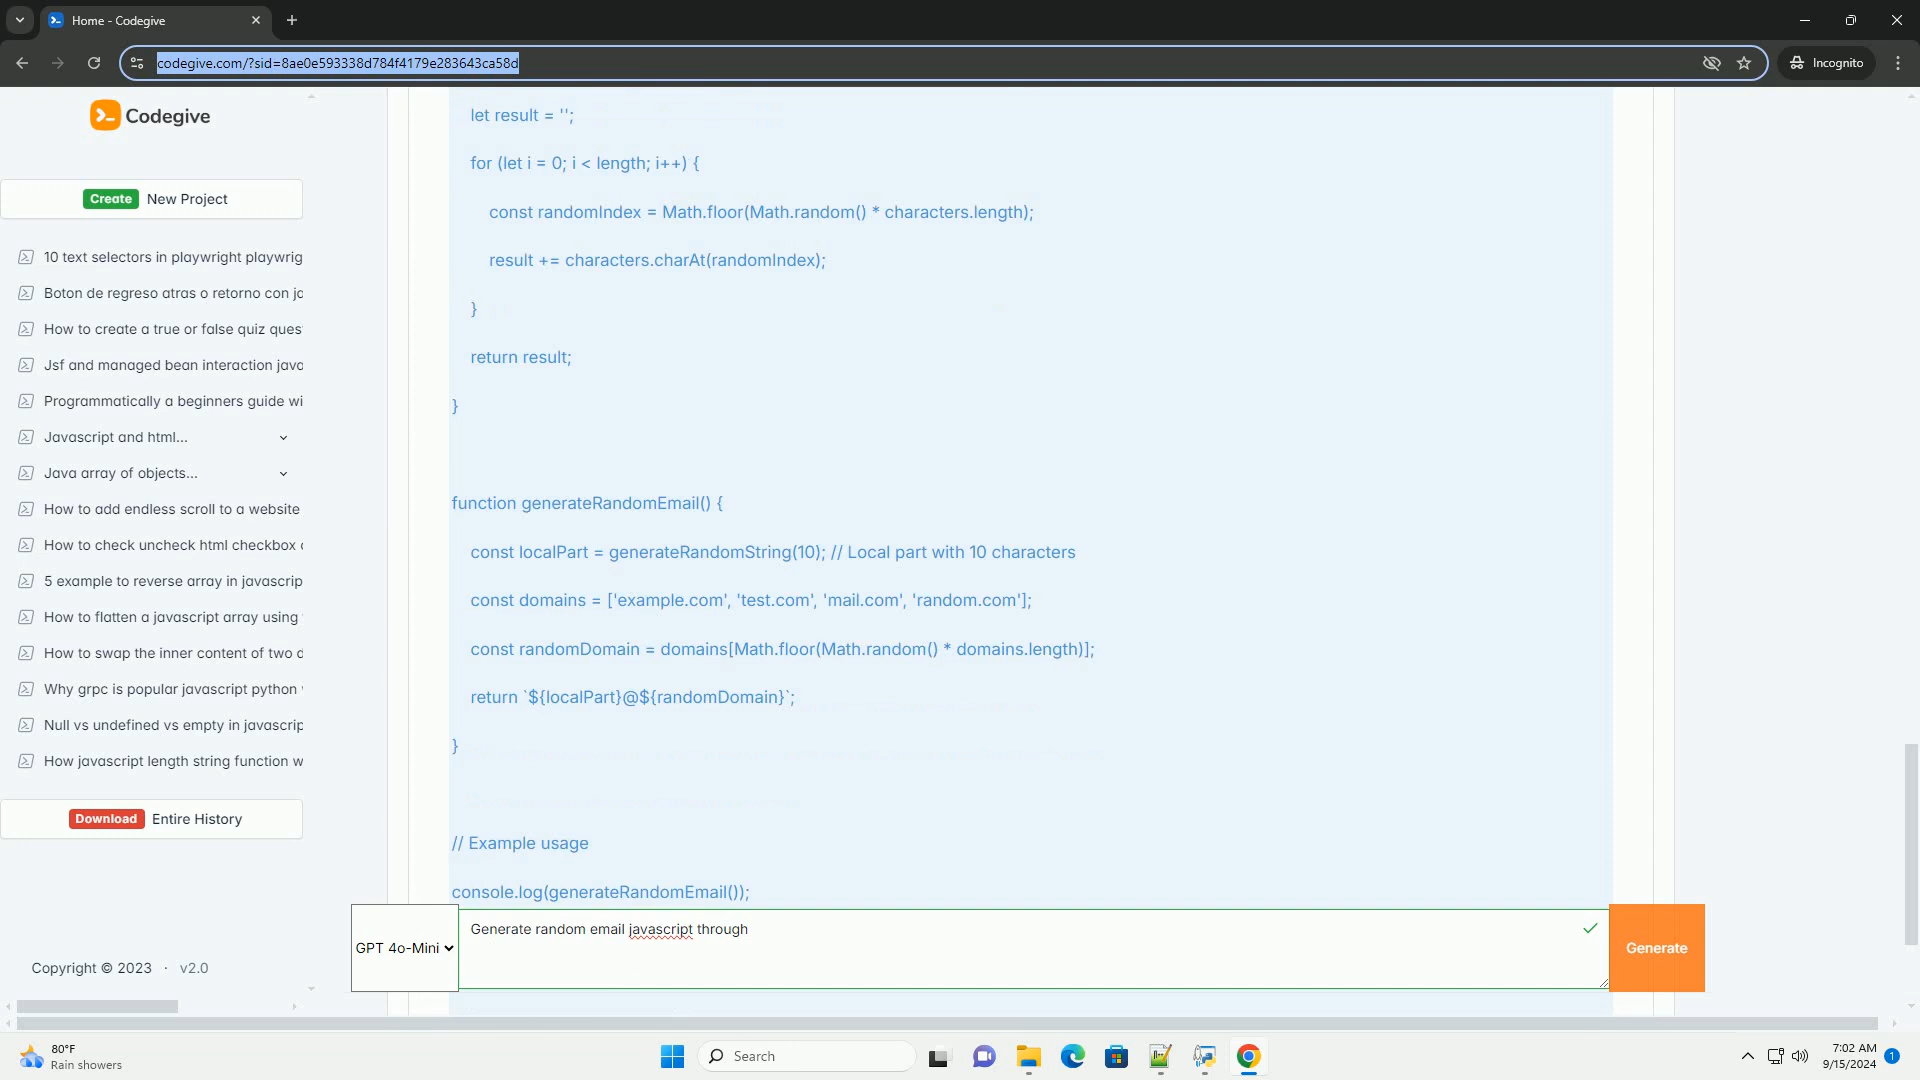 Home - Codegive
codegive.com/?sid=8ae0e593338d784f4179e283643ca58d
Incognito
Codegive
Create New Project
10 text selectors in playwright playwrig
Boton de regreso atras o retorno con ja
How to create a true or false quiz ques
Jsf and managed bean interaction java
Programmatically a beginners guide wi
Javascript and html...
Java array of objects...
How to add endless scroll to a website
How to check uncheck html checkbox
5 example to reverse array in javascrip
How to flatten a javascript array using
How to swap the inner content of two d
Why grpc is popular javascript python
Null vs undefined vs empty in javascrip
How javascript length string function w
Download Entire History
Copyright © 2023 · v2.0
let result = '';
for (let i = 0; i < length; i++) {
const randomIndex = Math.floor(Math.random() * characters.length);
result += characters.charAt(randomIndex);
}
return result;
}
function generateRandomEmail() {
const localPart = generateRandomString(10); // Local part with 10 characters
const domains = ['example.com', 'test.com', 'mail.com', 'random.com'];
const randomDomain = domains[Math.floor(Math.random() * domains.length)];
return `${localPart}@${randomDomain}`;
}
// Example usage
console.log(generateRandomEmail());
GPT 4o-Mini
Generate random email javascript through
Generate
80°F
Rain showers
Search
7:02 AM
9/15/2024
1